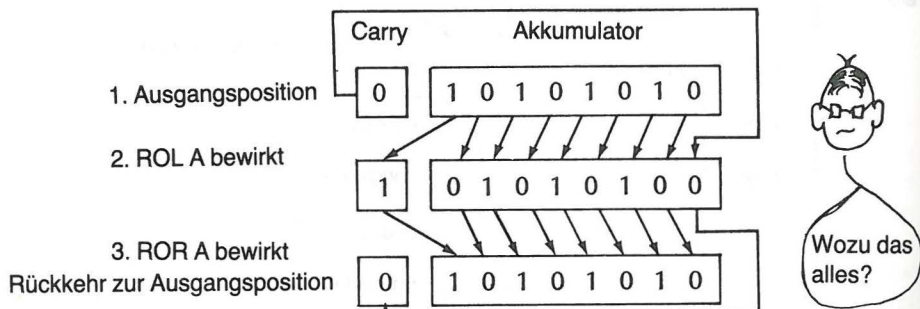 Carry Akkumulator
1. Ausgangsposition 0 1 0 1 0 1 0 1 0
2. ROL A bewirkt
1 0 1 0 1 0 1 0 0
3. ROR A bewirkt
Rückkehr zur Ausgangsposition 0 1 0 1 0 1 0 1 0
Wozu das
alles?